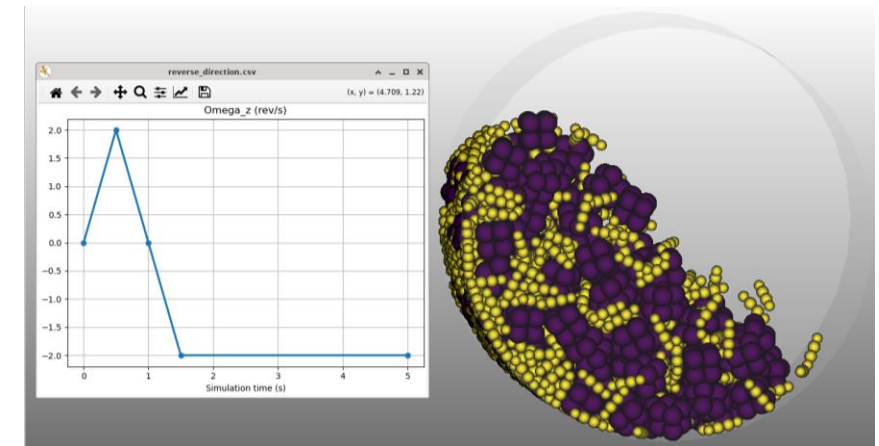 reverse_direction.csv
(x, y) = (4.709, 1.22)
Omega_z (rev/s)
2.0
1.5
1.0
0.5
0.0
−0.5
−1.0
−1.5
−2.0
0 1 2 3 4 5
Simulation time (s)